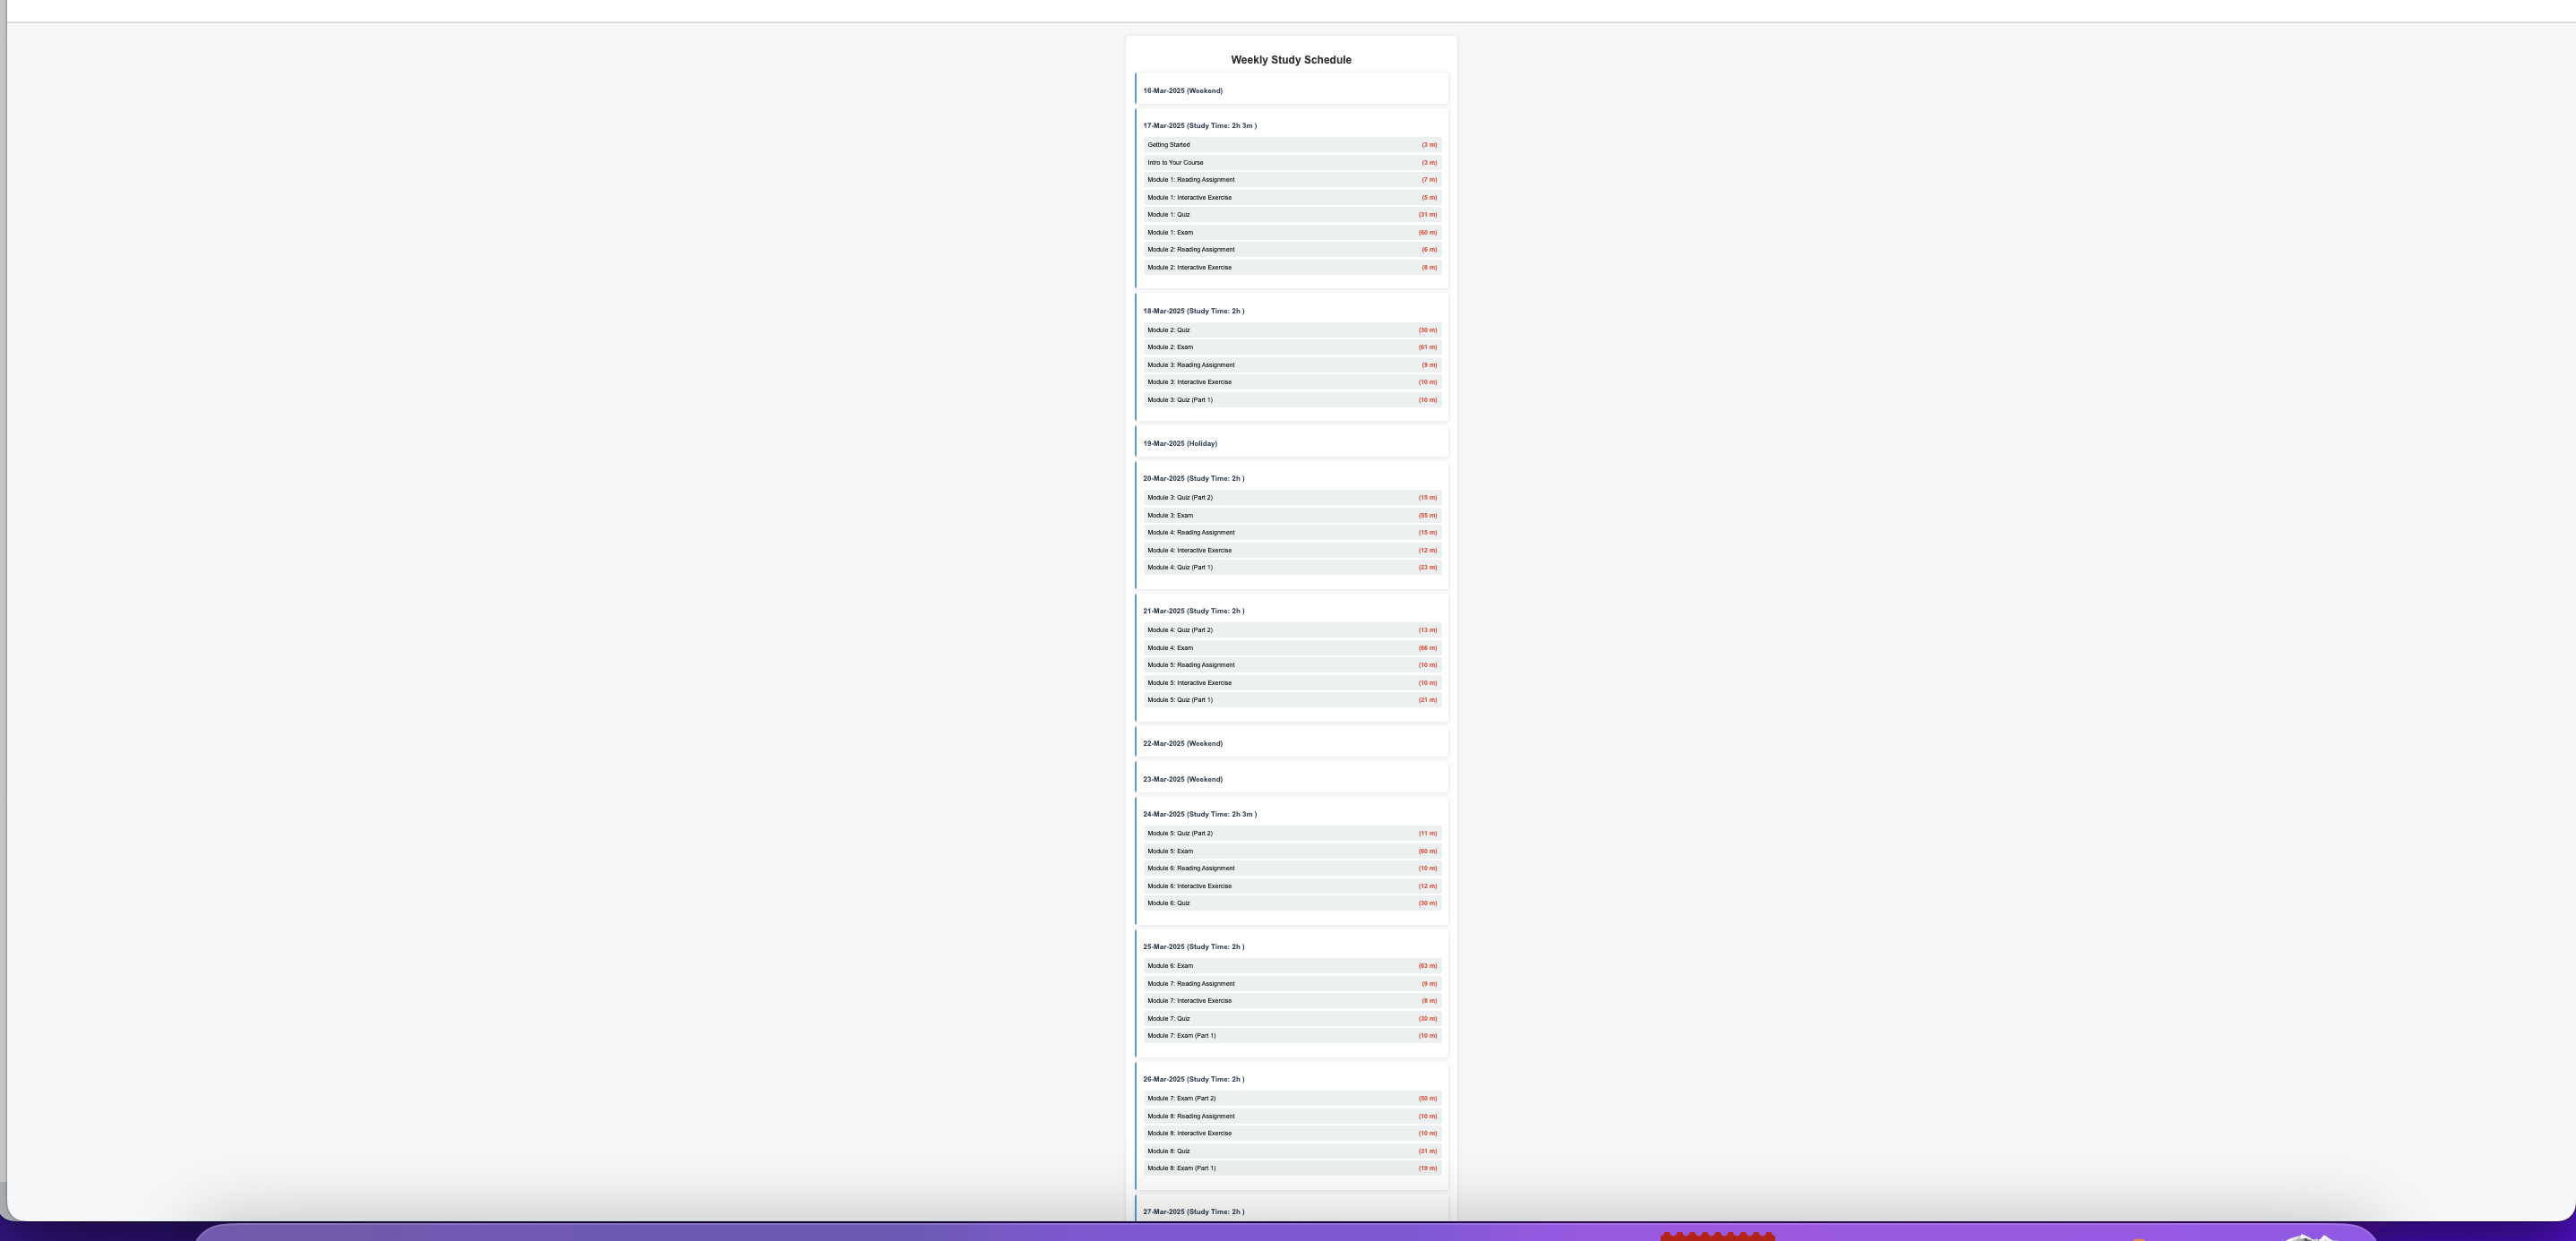 Weekly Study Schedule
16-Mar-2025 (Weekend)
17-Mar-2025 (Study Time: 2h 3m )
Getting Started (3 m)
Intro to Your Course (3 m)
Module 1: Reading Assignment (7 m)
Module 1: Interactive Exercise (5 m)
Module 1: Quiz (31 m)
Module 1: Exam (60 m)
Module 2: Reading Assignment (6 m)
Module 2: Interactive Exercise (8 m)
18-Mar-2025 (Study Time: 2h )
Module 2: Quiz (30 m)
Module 2: Exam (61 m)
Module 3: Reading Assignment (9 m)
Module 3: Interactive Exercise (10 m)
Module 3: Quiz (Part 1) (10 m)
19-Mar-2025 (Holiday)
20-Mar-2025 (Study Time: 2h )
Module 3: Quiz (Part 2) (15 m)
Module 3: Exam (55 m)
Module 4: Reading Assignment (15 m)
Module 4: Interactive Exercise (12 m)
Module 4: Quiz (Part 1) (23 m)
21-Mar-2025 (Study Time: 2h )
Module 4: Quiz (Part 2) (13 m)
Module 4: Exam (66 m)
Module 5: Reading Assignment (10 m)
Module 5: Interactive Exercise (10 m)
Module 5: Quiz (Part 1) (21 m)
22-Mar-2025 (Weekend)
23-Mar-2025 (Weekend)
24-Mar-2025 (Study Time: 2h 3m )
Module 5: Quiz (Part 2) (11 m)
Module 5: Exam (60 m)
Module 6: Reading Assignment (10 m)
Module 6: Interactive Exercise (12 m)
Module 6: Quiz (30 m)
25-Mar-2025 (Study Time: 2h )
Module 6: Exam (63 m)
Module 7: Reading Assignment (9 m)
Module 7: Interactive Exercise (8 m)
Module 7: Quiz (30 m)
Module 7: Exam (Part 1) (10 m)
26-Mar-2025 (Study Time: 2h )
Module 7: Exam (Part 2) (50 m)
Module 8: Reading Assignment (10 m)
Module 8: Interactive Exercise (10 m)
Module 8: Quiz (31 m)
Module 8: Exam (Part 1) (19 m)
27-Mar-2025 (Study Time: 2h )